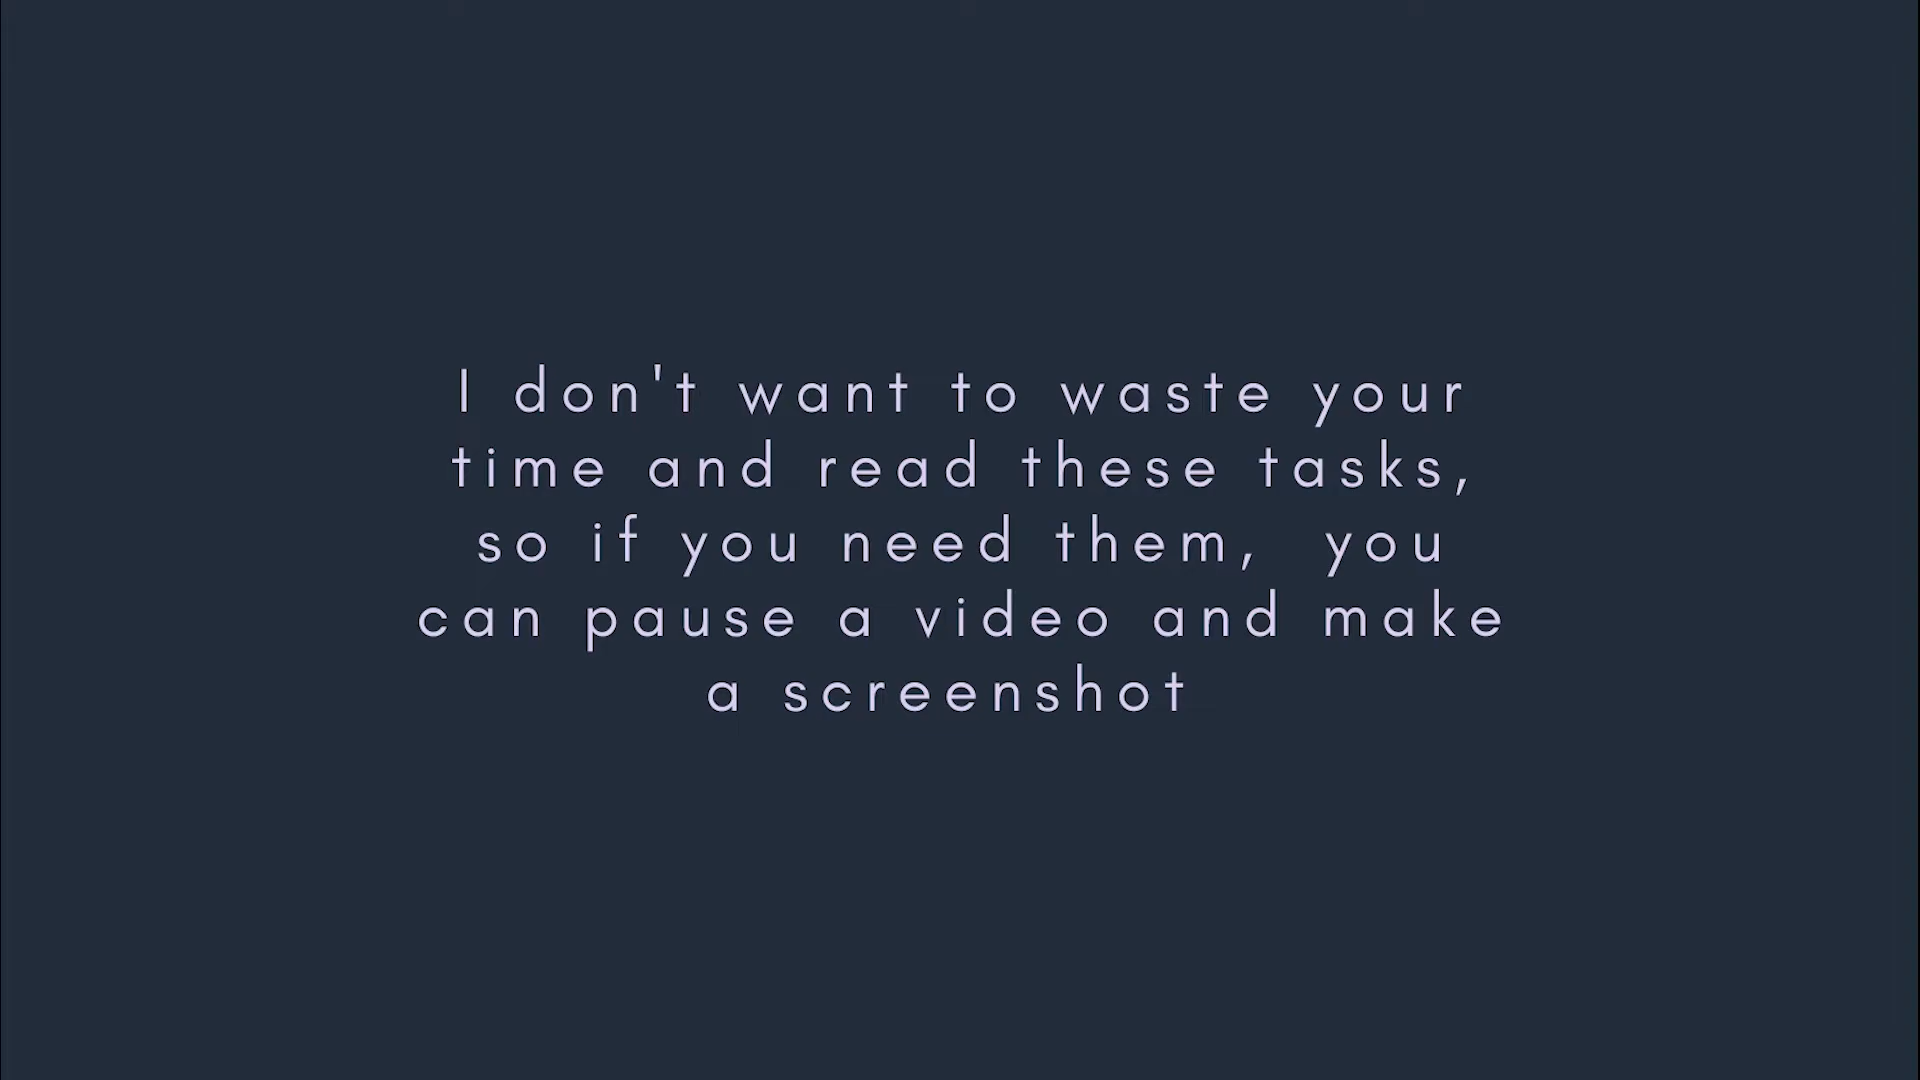 I don't want to waste your
time and read these tasks,
so if you need them, you
can pause a video and make
a screenshot